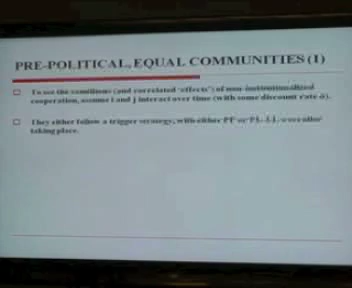 PRE-POLITICAL, EQUAL COMMUNITIES (1)
To see the conditions (and correlated 'effects') of non-institutionalized
cooperation, assume i and j interact over time (with some discount rate δ).
They either follow a trigger strategy, with either PP or
taking place.